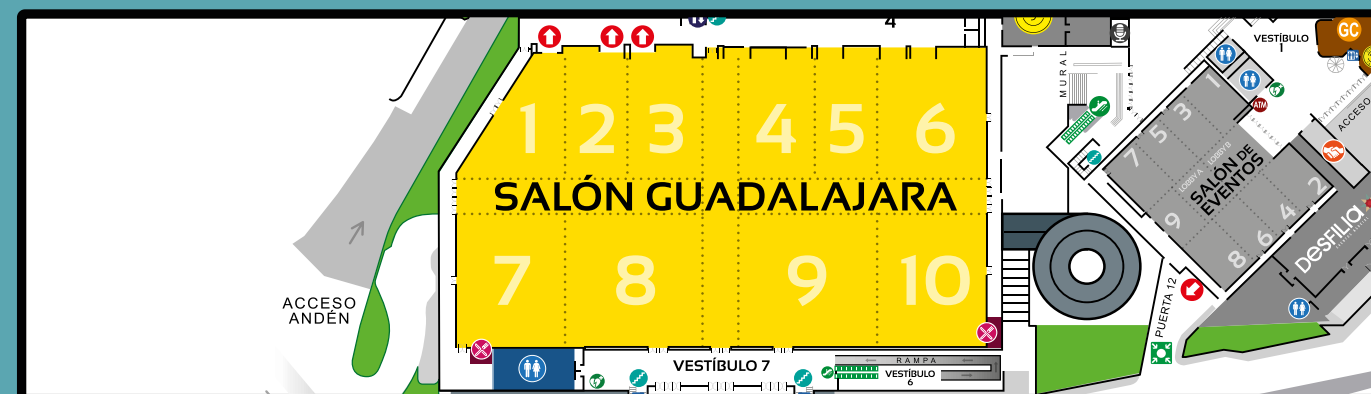 4
GC
VESTÍBULO
1
MURAL
ATM
ACCESO
1 2 3 4 5 6
SALÓN GUADALAJARA
7 8 9 10
1
3
5
7
LOBBY B
LOBBY A
SALÓN DE
EVENTOS
9
2
4
6
8
DESFILIA
ACCESO
ANDÉN
PUERTA 12
VESTÍBULO 7
RAMPA
VESTÍBULO
6